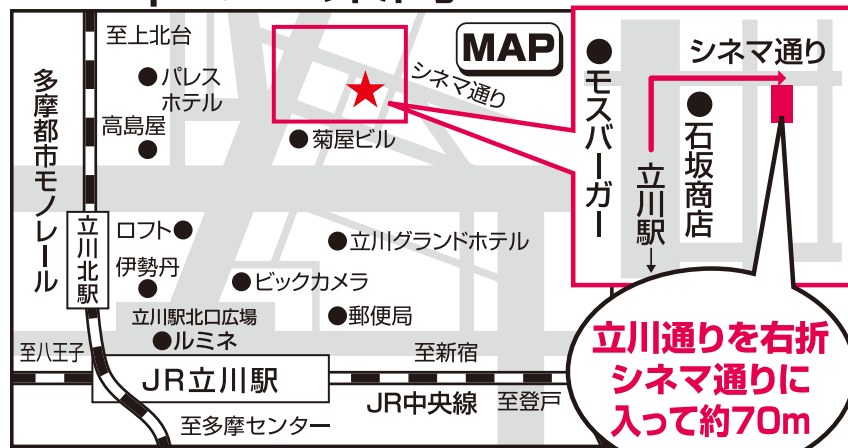 至上北台
MAP
パレス
ホテル
シネマ通り
高島屋
菊屋ビル
多摩都市モノレール
立川北駅
ロフト
伊勢丹
立川グランドホテル
ビックカメラ
立川駅北口広場
ルミネ
郵便局
至八王子
至新宿
JR立川駅
JR中央線
至登戸
至多摩センター
シネマ通り
モスバーガー
石坂商店
立川駅
立川通りを右折
シネマ通りに
入って約70m